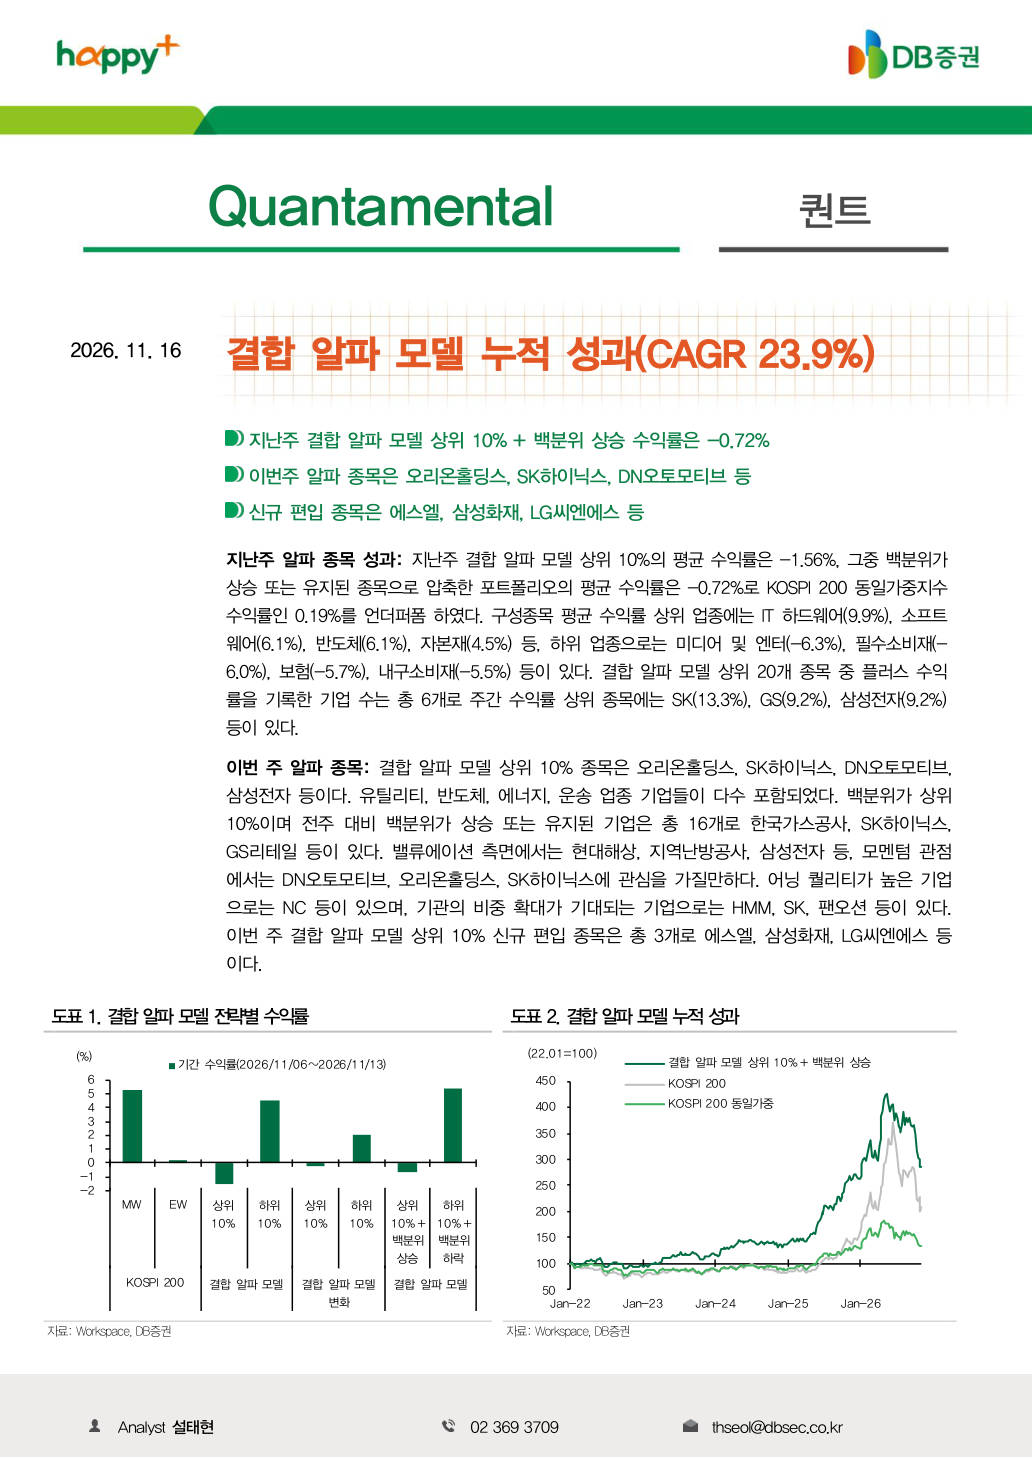 happy+
DB증권
Quantamental
퀀트
2026. 11. 16
결합 알파 모델 누적 성과(CAGR 23.9%)
지난주 결합 알파 모델 상위 10% + 백분위 상승 수익률은 -0.72%
이번주 알파 종목은 오리온홀딩스, SK하이닉스, DN오토모티브 등
신규 편입 종목은 에스엘, 삼성화재, LG씨엔에스 등
지난주 알파 종목 성과: 지난주 결합 알파 모델 상위 10%의 평균 수익률은 -1.56%, 그중 백분위가
상승 또는 유지된 종목으로 압축한 포트폴리오의 평균 수익률은 -0.72%로 KOSPI 200 동일가중지수
수익률인 0.19%를 언더퍼폼 하였다. 구성종목 평균 수익률 상위 업종에는 IT 하드웨어(9.9%), 소프트
웨어(6.1%), 반도체(6.1%), 자본재(4.5%) 등, 하위 업종으로는 미디어 및 엔터(-6.3%), 필수소비재(-
6.0%), 보험(-5.7%), 내구소비재(-5.5%) 등이 있다. 결합 알파 모델 상위 20개 종목 중 플러스 수익
률을 기록한 기업 수는 총 6개로 주간 수익률 상위 종목에는 SK(13.3%), GS(9.2%), 삼성전자(9.2%)
등이 있다.
이번 주 알파 종목: 결합 알파 모델 상위 10% 종목은 오리온홀딩스, SK하이닉스, DN오토모티브,
삼성전자 등이다. 유틸리티, 반도체, 에너지, 운송 업종 기업들이 다수 포함되었다. 백분위가 상위
10%이며 전주 대비 백분위가 상승 또는 유지된 기업은 총 16개로 한국가스공사, SK하이닉스,
GS리테일 등이 있다. 밸류에이션 측면에서는 현대해상, 지역난방공사, 삼성전자 등, 모멘텀 관점
에서는 DN오토모티브, 오리온홀딩스, SK하이닉스에 관심을 가질만하다. 어닝 퀄리티가 높은 기업
으로는 NC 등이 있으며, 기관의 비중 확대가 기대되는 기업으로는 HMM, SK, 팬오션 등이 있다.
이번 주 결합 알파 모델 상위 10% 신규 편입 종목은 총 3개로 에스엘, 삼성화재, LG씨엔에스 등
이다.
도표 1. 결합 알파 모델 전략별 수익률
(%)
기간 수익률(2026/11/06~2026/11/13)
6
5
4
3
2
1
0
-1
-2
MW EW 상위 하위 상위 하위 상위 하위
10% 10% 10% 10% 10% + 10% +
백분위 백분위
상승 하락
KOSPI 200 결합 알파 모델 결합 알파 모델 결합 알파 모델
변화
자료: Workspace, DB증권
도표 2. 결합 알파 모델 누적 성과
(22.01=100)
결합 알파 모델 상위 10% + 백분위 상승
KOSPI 200
KOSPI 200 동일가중
450
400
350
300
250
200
150
100
50
Jan-22 Jan-23 Jan-24 Jan-25 Jan-26
자료: Workspace, DB증권
Analyst 설태현
02 369 3709
thseol@dbsec.co.kr